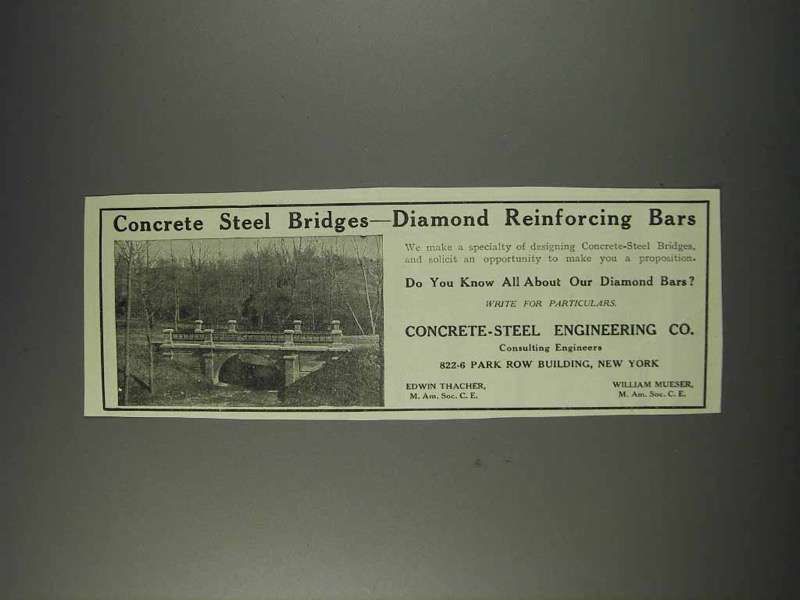 Concrete Steel Bridges—Diamond Reinforcing Bars
We make a specialty of designing Concrete-Steel Bridges,
and solicit an opportunity to make you a proposition.
Do You Know All About Our Diamond Bars?
WRITE FOR PARTICULARS.
CONCRETE-STEEL ENGINEERING CO.
Consulting Engineers
822-6 PARK ROW BUILDING, NEW YORK
EDWIN THACHER,
M. Am. Soc. C. E.
WILLIAM MUESER,
M. Am. Soc. C. E.